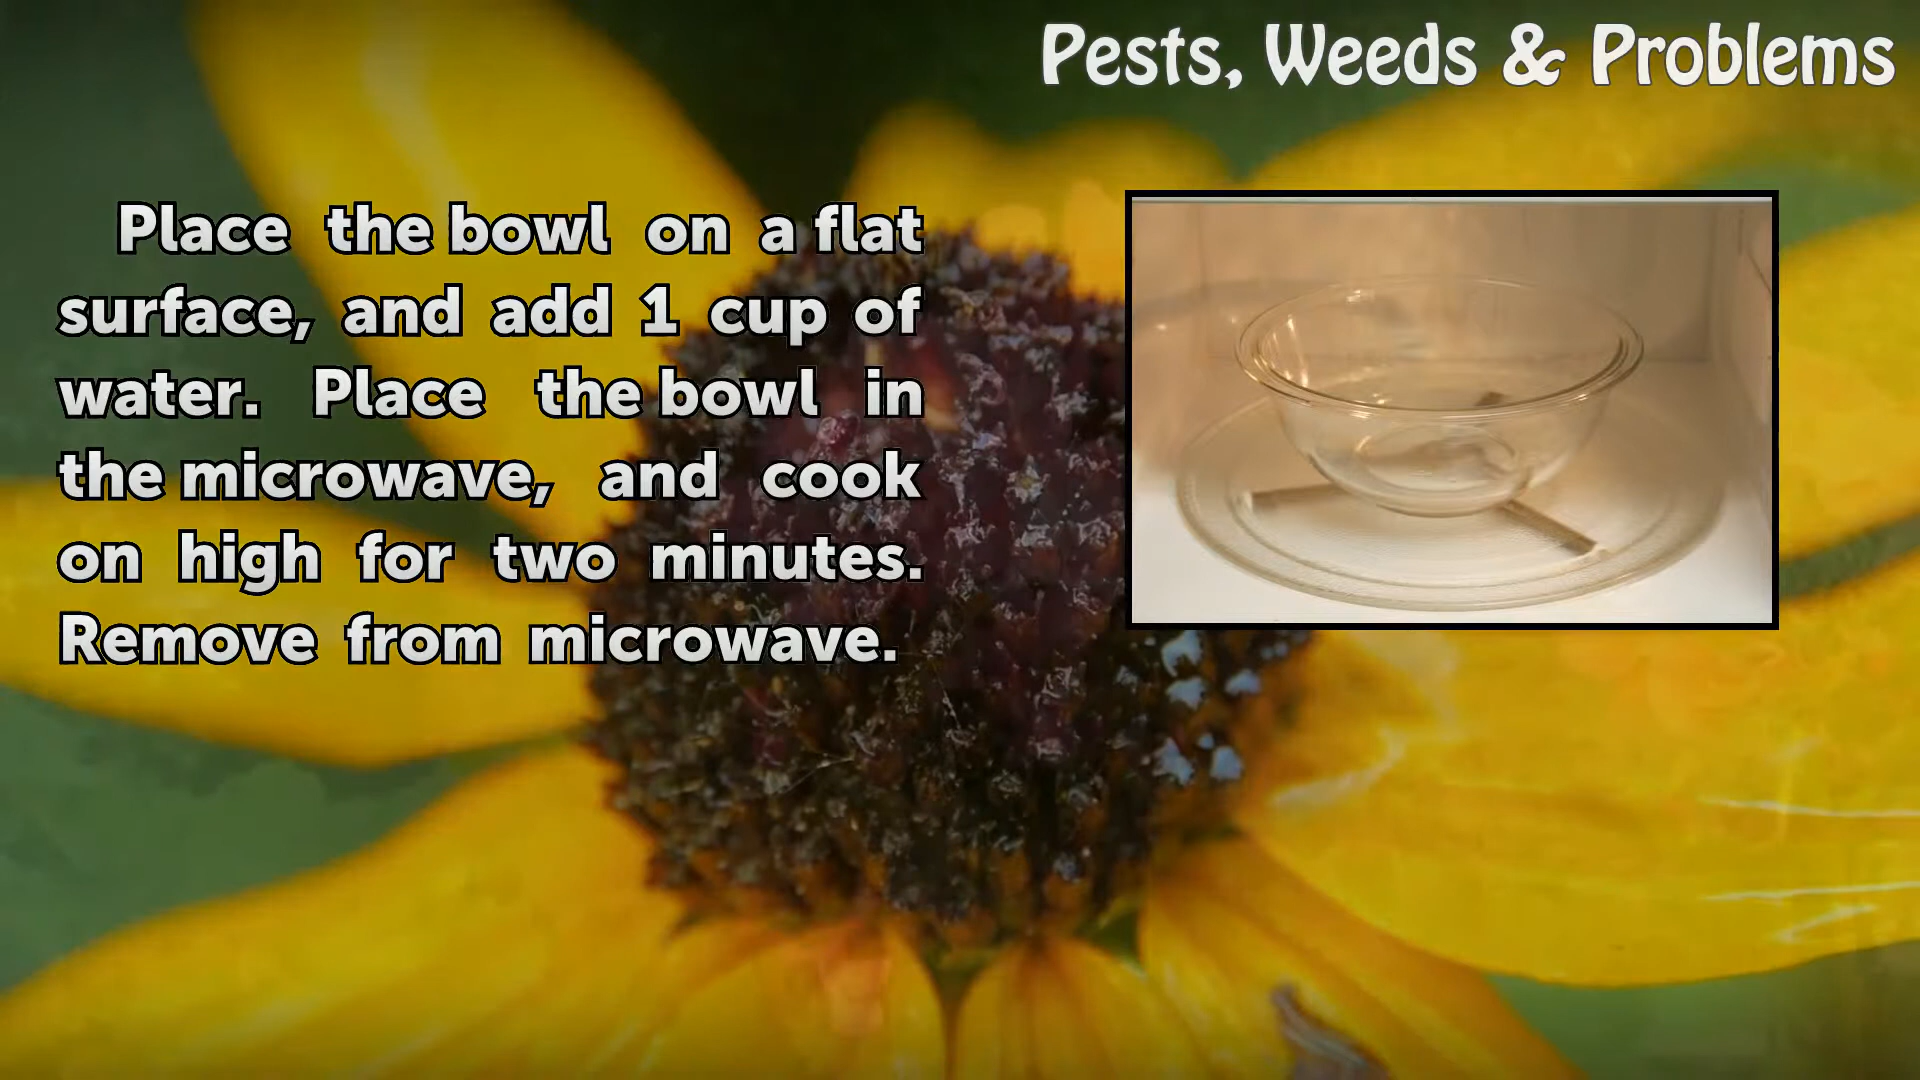 Pests, Weeds & Problems
Place the bowl on a flat
surface, and add 1 cup of
water. Place the bowl in
the microwave, and cook
on high for two minutes.
Remove from microwave.